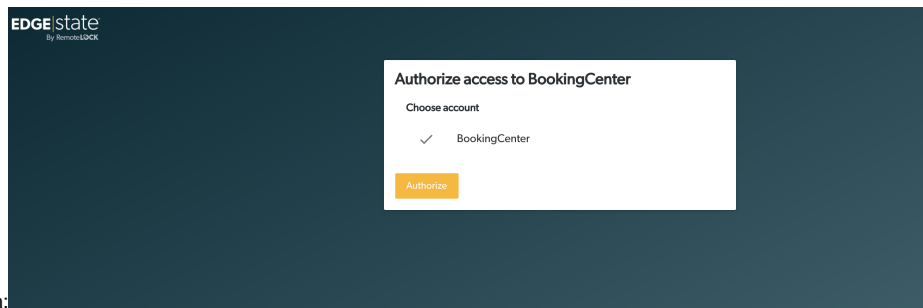 EDGE|state
By RemoteLOCK
Authorize access to BookingCenter
Choose account
BookingCenter
Authorize